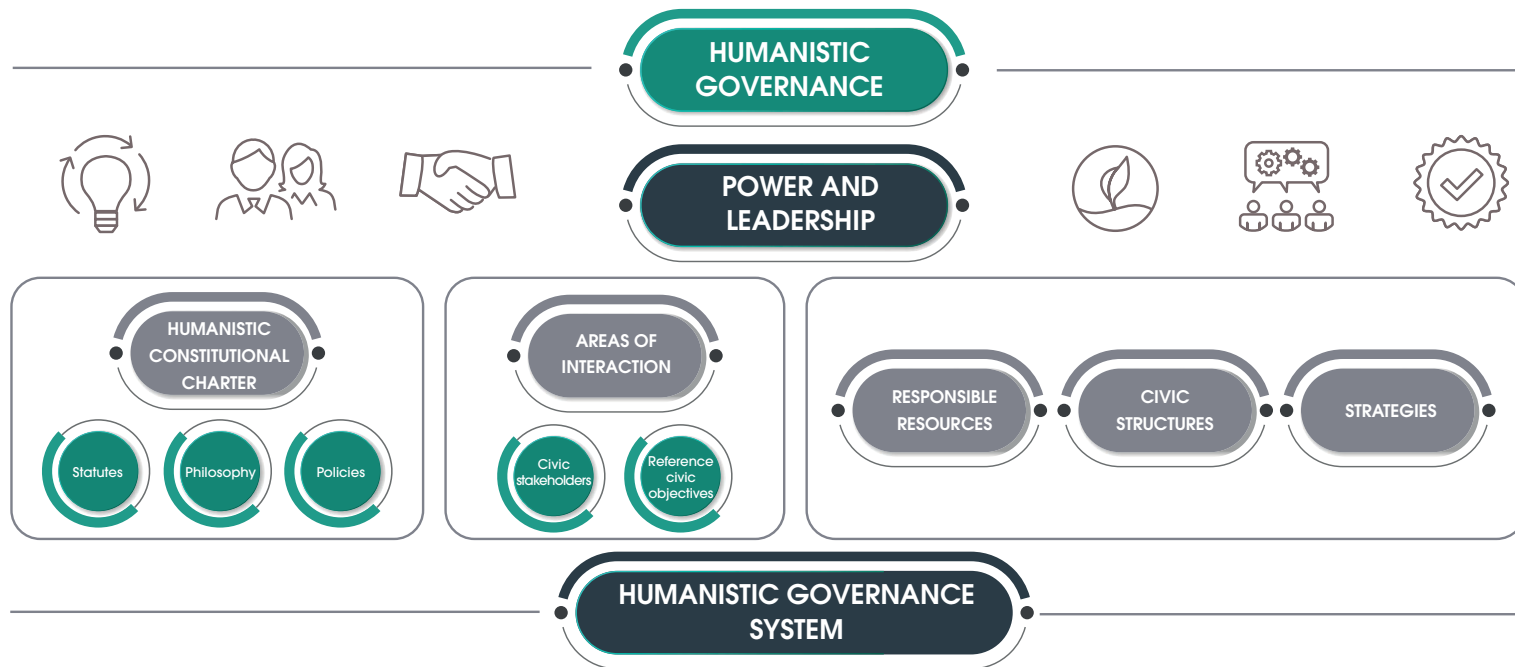 HUMANISTIC
GOVERNANCE
POWER AND
LEADERSHIP
HUMANISTIC
CONSTITUTIONAL
CHARTER
Statutes
Philosophy
Policies
AREAS OF
INTERACTION
Civic
stakeholders
Reference
civic
objectives
RESPONSIBLE
RESOURCES
CIVIC
STRUCTURES
STRATEGIES
HUMANISTIC GOVERNANCE
SYSTEM